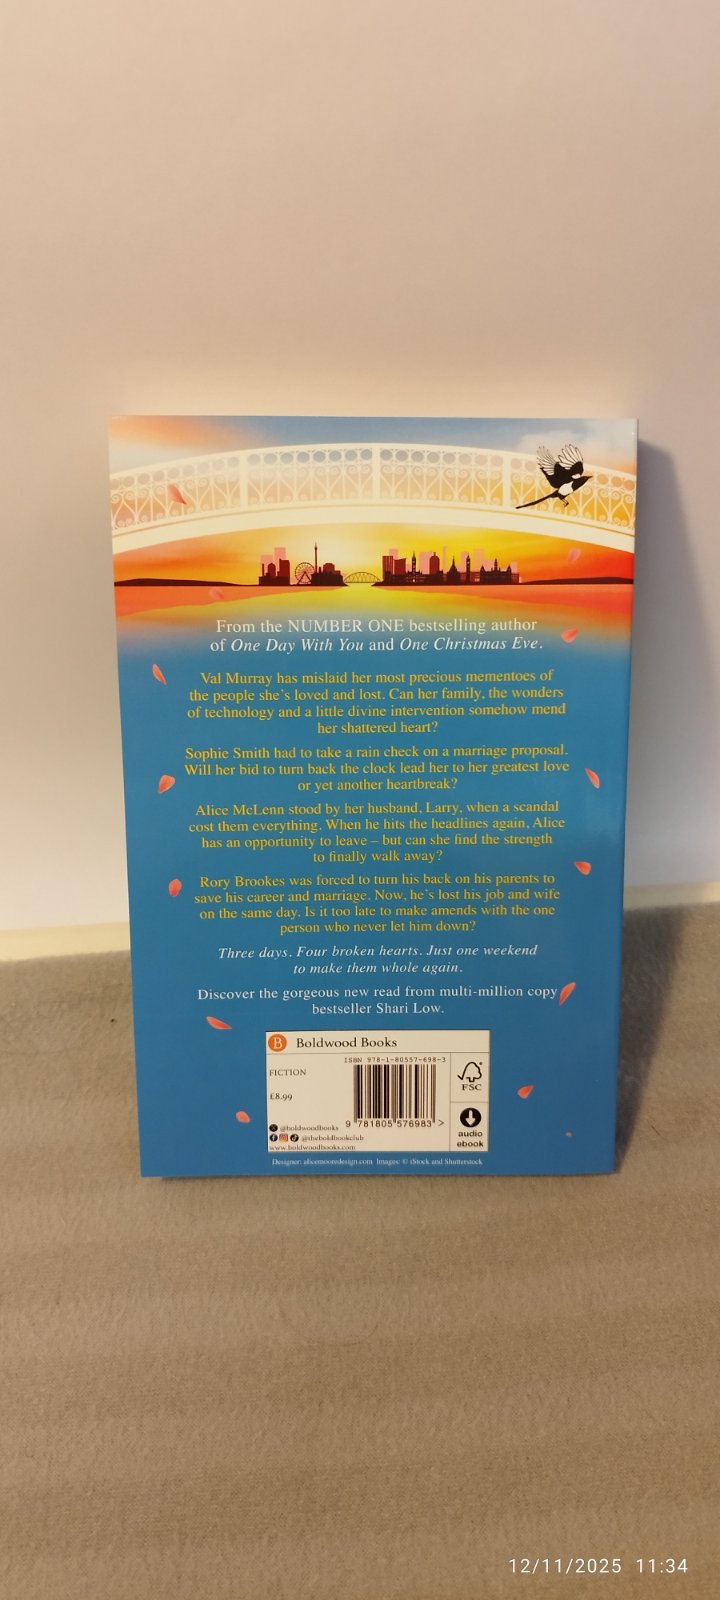 From the NUMBER ONE bestselling author
of One Day With You and One Christmas Eve.
Val Murray has mislaid her most precious mementoes of
the people she's loved and lost. Can her family, the wonders
of technology and a little divine intervention somehow mend
her shattered heart?
Sophie Smith had to take a rain check on a marriage proposal.
Will her bid to turn back the clock lead her to her greatest love
or yet another heartbreak?
Alice McLenn stood by her husband, Larry, when a scandal
cost them everything. When he hits the headlines again, Alice
has an opportunity to leave – but can she find the strength
to finally walk away?
Rory Brookes was forced to turn his back on his parents to
save his career and marriage. Now, he's lost his job and wife
on the same day. Is it too late to make amends with the one
person who never let him down?
Three days. Four broken hearts. Just one weekend
to make them whole again.
Discover the gorgeous new read from multi-million copy
bestseller Shari Low.
B Boldwood Books
FICTION
£8.99
@boldwoodbooks
@theboldbookclub
www.boldwoodbooks.com
ISBN 978-1-80557-698-3
9 781805 576983 >
FSC
audio
ebook
Designer: alicemooredesign.com Images: © iStock and Shutterstock
12/11/2025 11:34